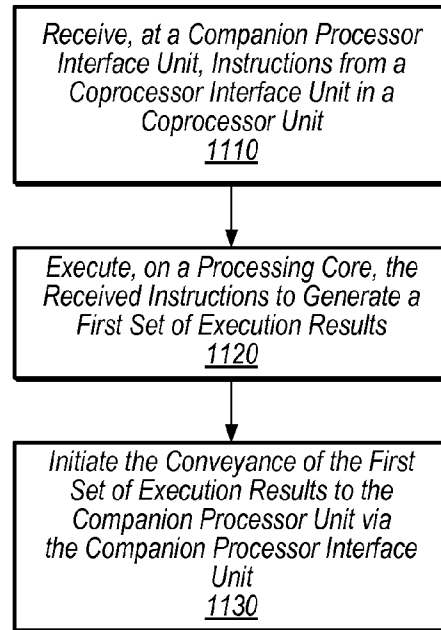 Receive, at a Companion Processor
Interface Unit, Instructions from a
Coprocessor Interface Unit in a
Coprocessor Unit
1110
Execute, on a Processing Core, the
Received Instructions to Generate a
First Set of Execution Results
1120
Initiate the Conveyance of the First
Set of Execution Results to the
Companion Processor Unit via
the Companion Processor Interface
Unit
1130